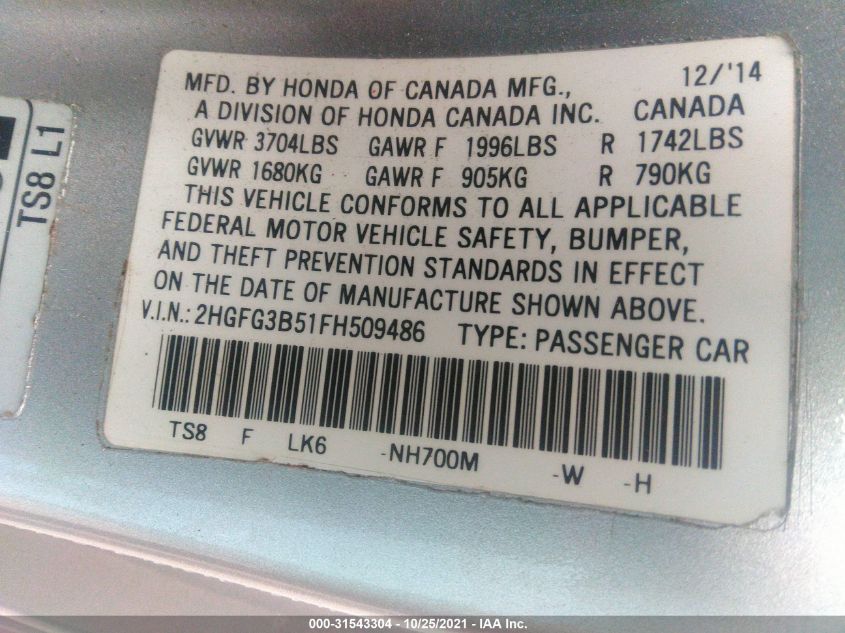 MFD. BY HONDA OF CANADA MFG., 12/'14
A DIVISION OF HONDA CANADA INC. CANADA
GVWR 3704LBS GAWR F 1996LBS R 1742LBS
GVWR 1680KG GAWR F 905KG R 790KG
THIS VEHICLE CONFORMS TO ALL APPLICABLE
FEDERAL MOTOR VEHICLE SAFETY, BUMPER,
AND THEFT PREVENTION STANDARDS IN EFFECT
ON THE DATE OF MANUFACTURE SHOWN ABOVE.
V.I.N.: 2HGFG3B51FH509486 TYPE: PASSENGER CAR
TS8 F LK6 -NH700M -W -H
TS8 L1
000-31543304 - 10/25/2021 - IAA Inc.